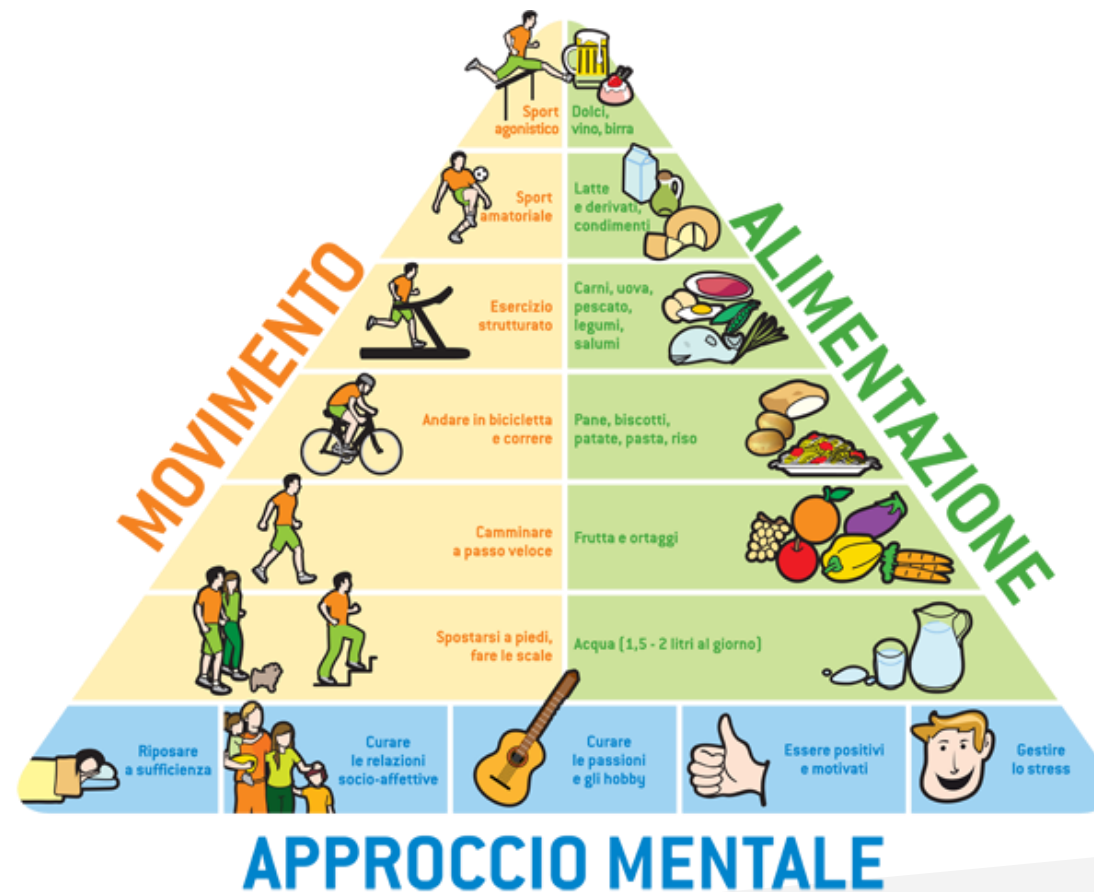 Sport
agonistico
Dolci,
vino, birra
Sport
amatoriale
Latte
e derivati,
condimenti
Esercizio
strutturato
Carni, uova,
pescato,
legumi,
salumi
Andare in bicicletta
e correre
Pane, biscotti,
patate, pasta, riso
Camminare
a passo veloce
Frutta e ortaggi
Spostarsi a piedi,
fare le scale
Acqua (1,5 - 2 litri al giorno)
MOVIMENTO
ALIMENTAZIONE
Riposare
a sufficienza
Curare
le relazioni
socio-affettive
Curare
le passioni
e gli hobby
Essere positivi
e motivati
Gestire
lo stress
APPROCCIO MENTALE